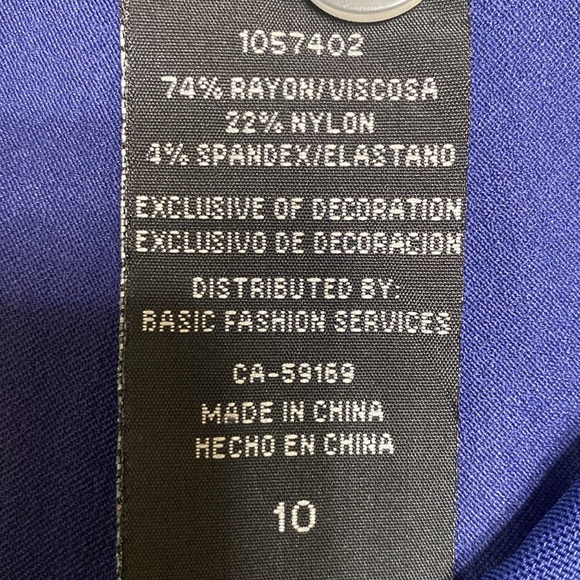 1057402
74% RAYON/VISCOSA
22% NYLON
4% SPANDEX/ELASTANO
EXCLUSIVE OF DECORATION
EXCLUSIVO DE DECORACION
DISTRIBUTED BY:
BASIC FASHION SERVICES
CA-59169
MADE IN CHINA
HECHO EN CHINA
10